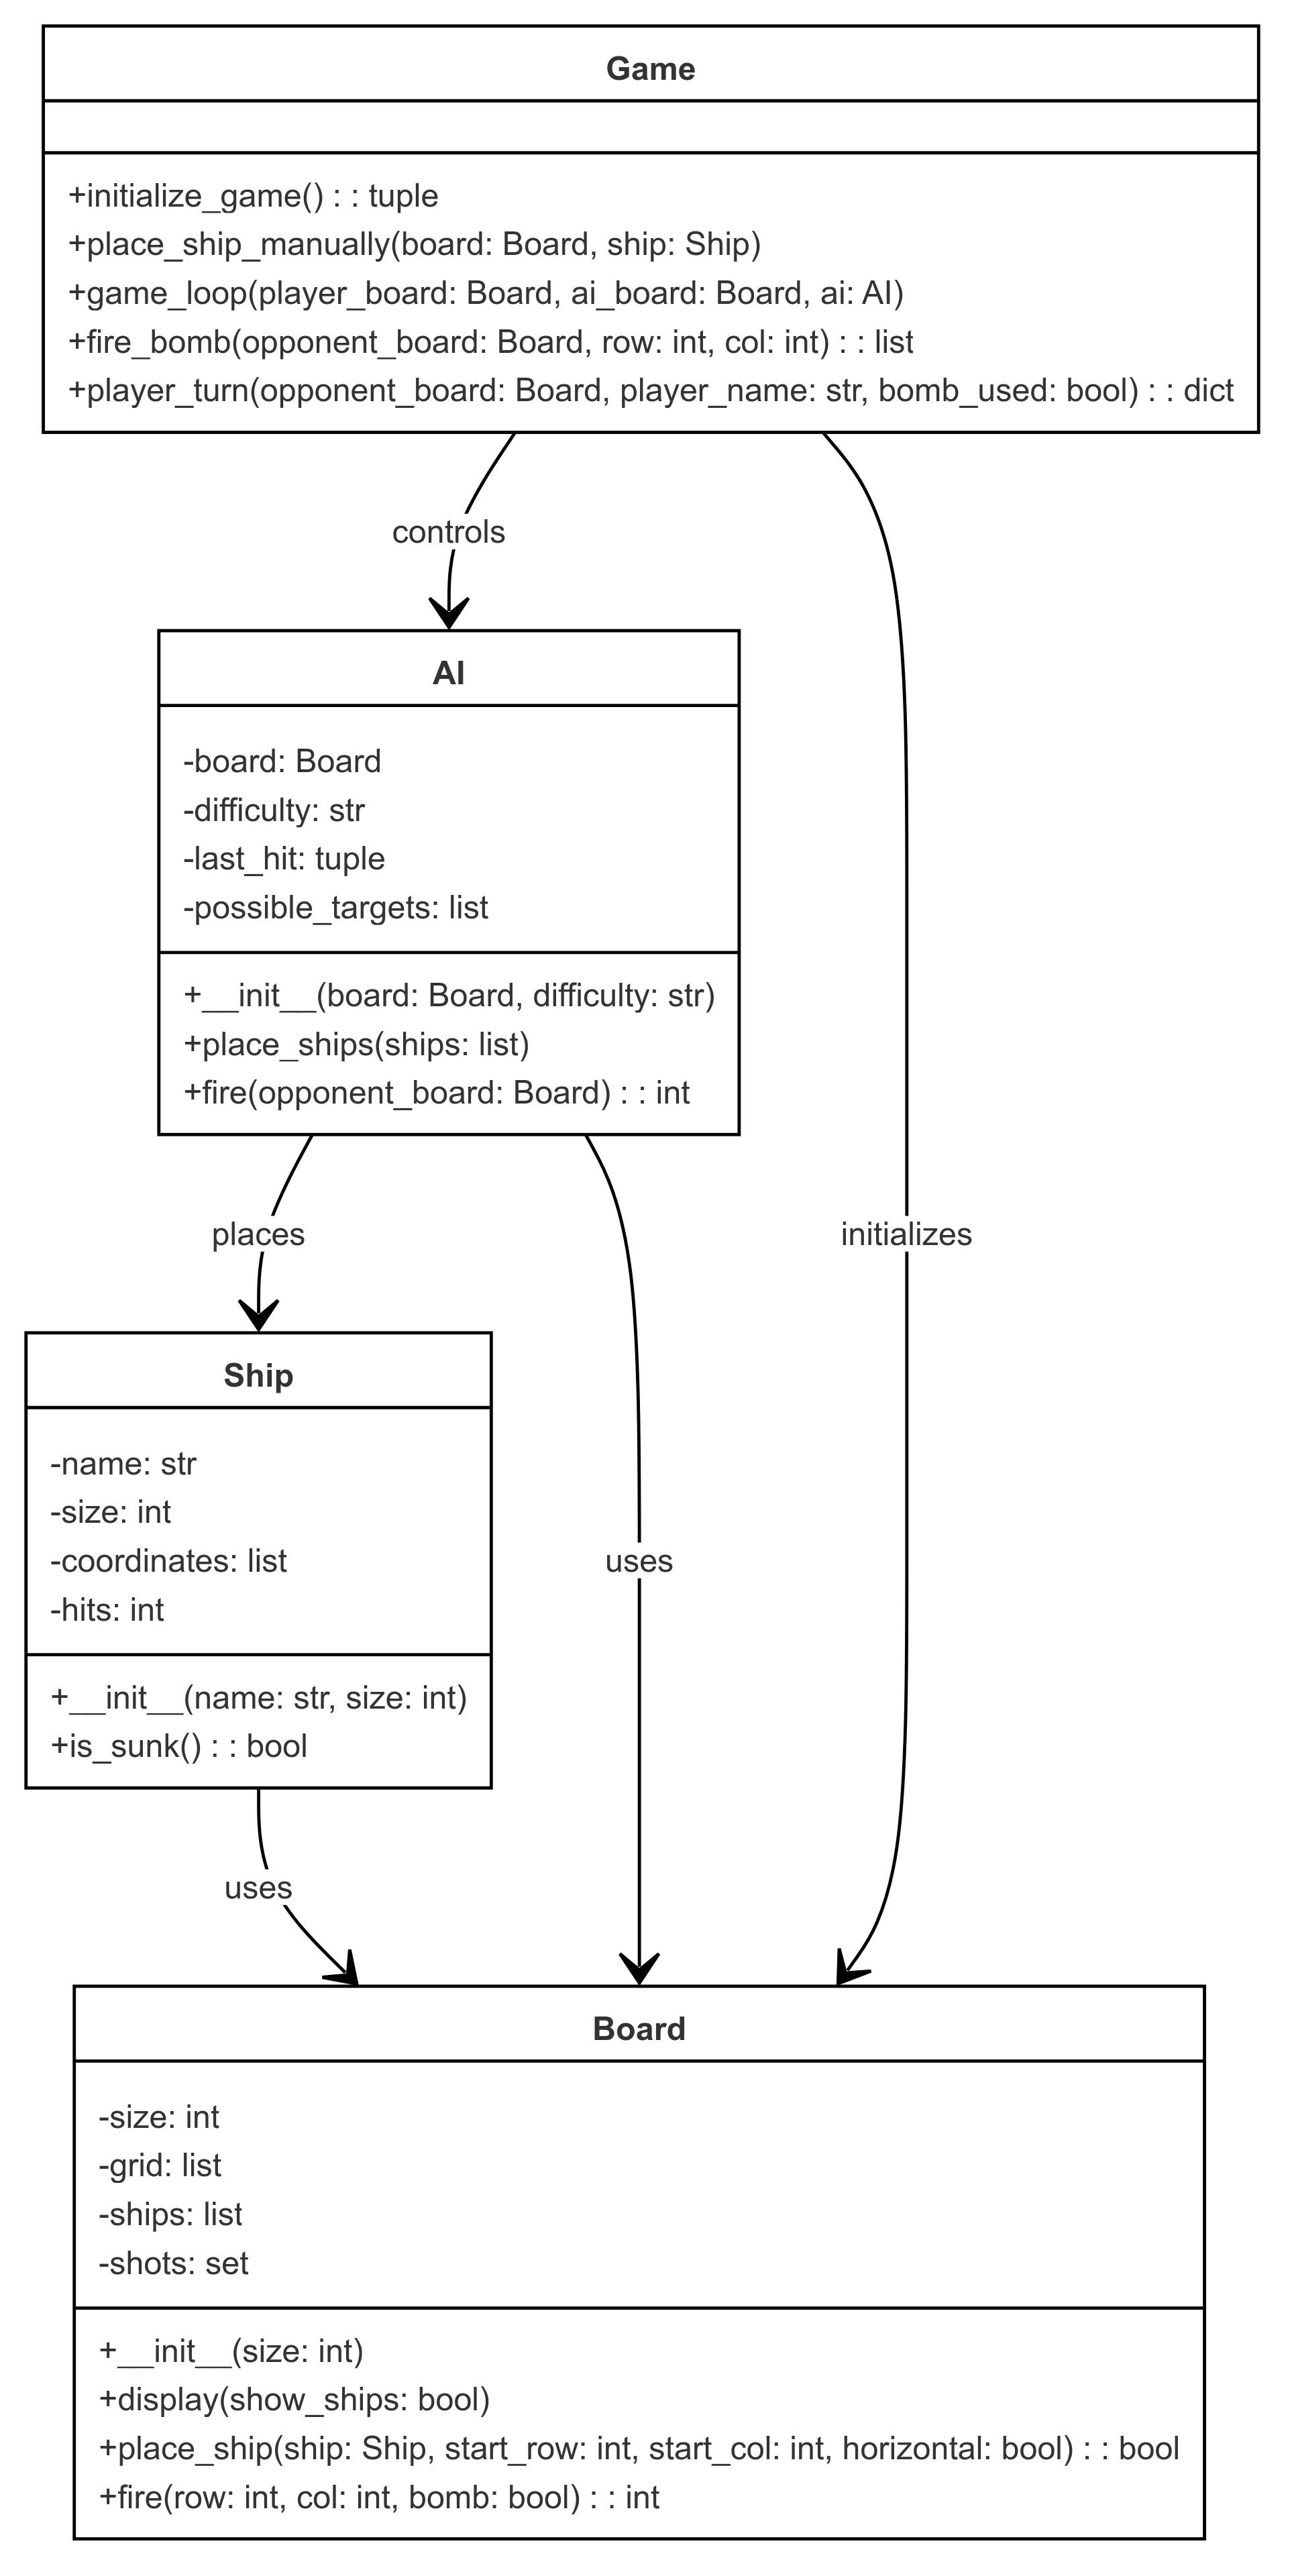 Game
+initialize_game() : : tuple
+place_ship_manually(board: Board, ship: Ship)
+game_loop(player_board: Board, ai_board: Board, ai: AI)
+fire_bomb(opponent_board: Board, row: int, col: int) : : list
+player_turn(opponent_board: Board, player_name: str, bomb_used: bool) : : dict
controls
AI
-board: Board
-difficulty: str
-last_hit: tuple
-possible_targets: list
+__init__(board: Board, difficulty: str)
+place_ships(ships: list)
+fire(opponent_board: Board) : : int
places
initializes
Ship
-name: str
-size: int
-coordinates: list
-hits: int
+__init__(name: str, size: int)
+is_sunk() : : bool
uses
uses
Board
-size: int
-grid: list
-ships: list
-shots: set
+__init__(size: int)
+display(show_ships: bool)
+place_ship(ship: Ship, start_row: int, start_col: int, horizontal: bool) : : bool
+fire(row: int, col: int, bomb: bool) : : int